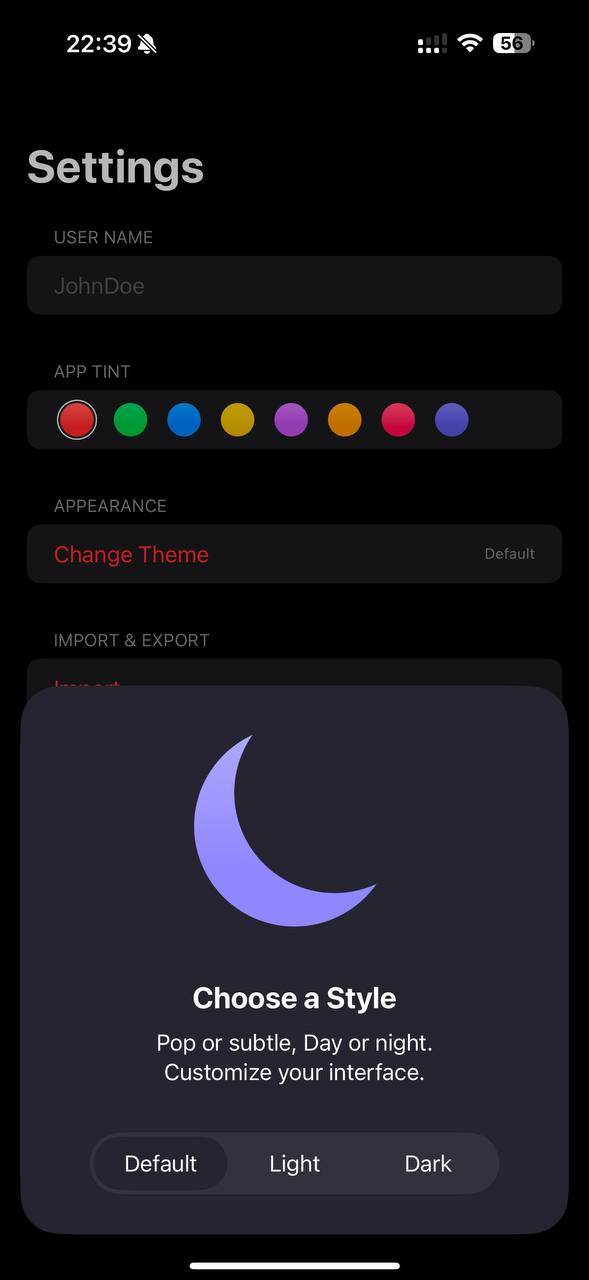 22:39
56
Settings
USER NAME
JohnDoe
APP TINT
APPEARANCE
Change Theme
Default
IMPORT & EXPORT
Import
Choose a Style
Pop or subtle, Day or night.
Customize your interface.
Default
Light
Dark